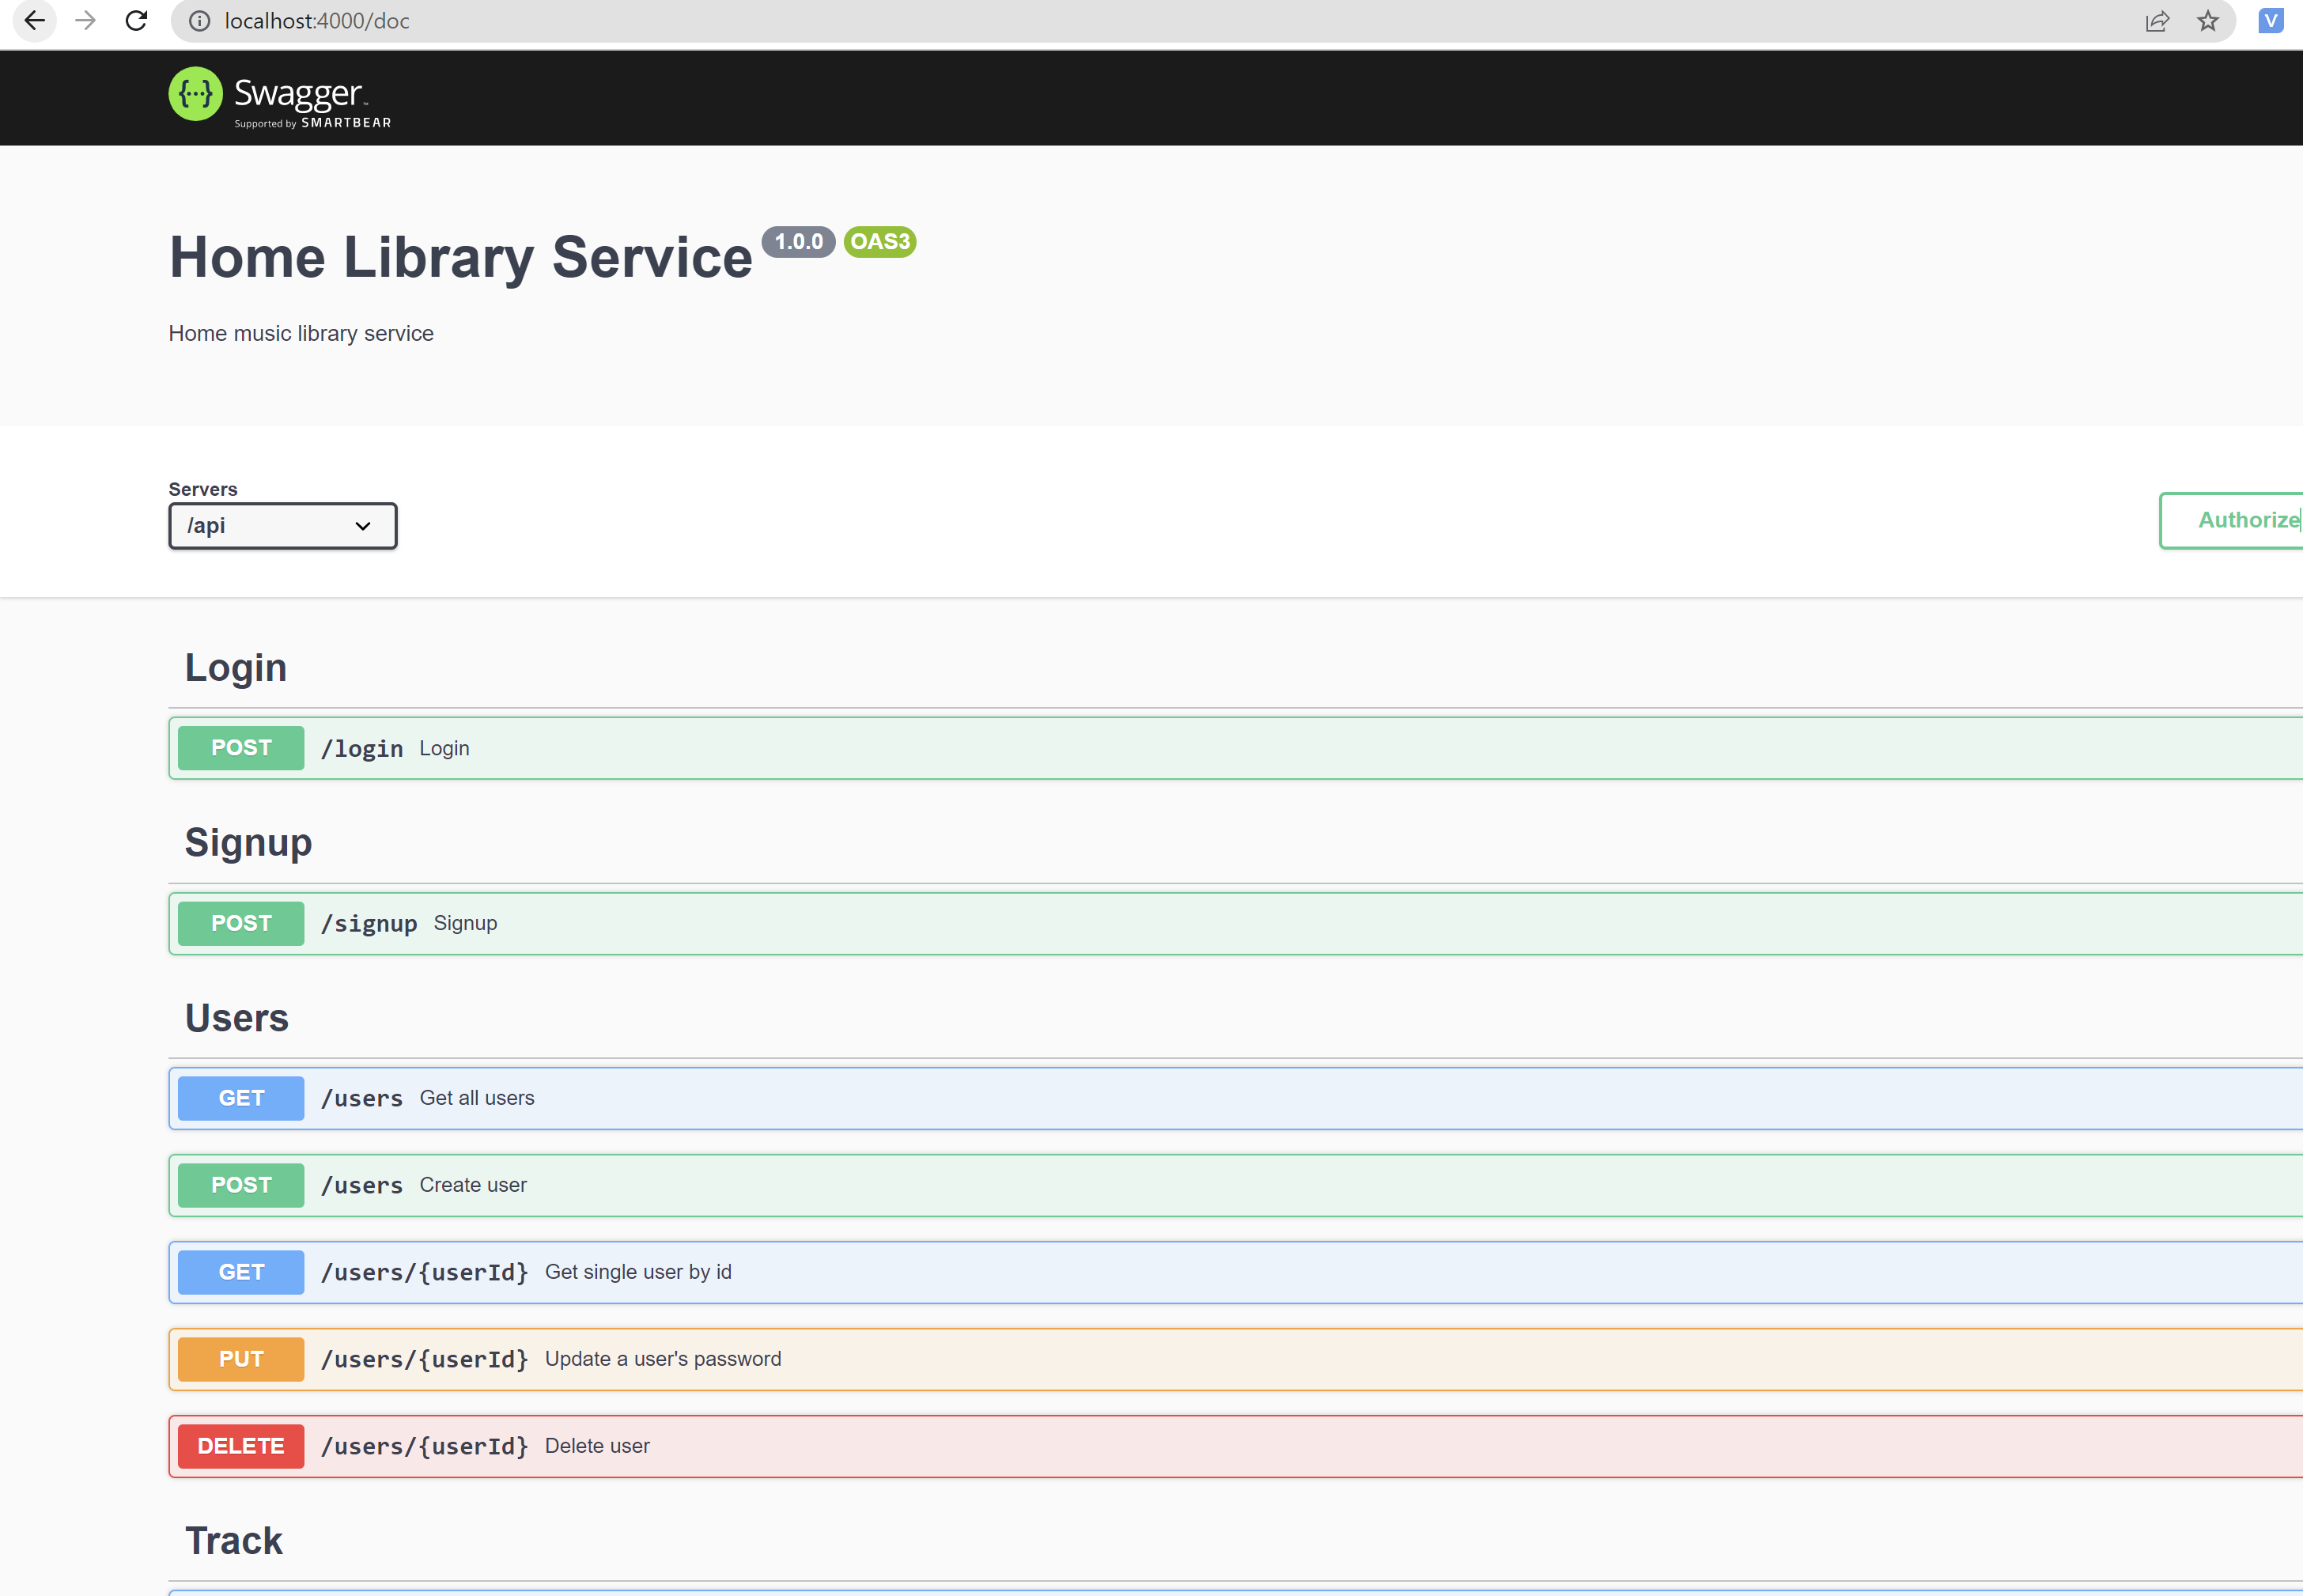 localhost:4000/doc
V
{···} Swagger™
Supported by SMARTBEAR
Home Library Service 1.0.0 OAS3
Home music library service
Servers
/api
Authorize
Login
POST /login Login
Signup
POST /signup Signup
Users
GET /users Get all users
POST /users Create user
GET /users/{userId} Get single user by id
PUT /users/{userId} Update a user's password
DELETE /users/{userId} Delete user
Track